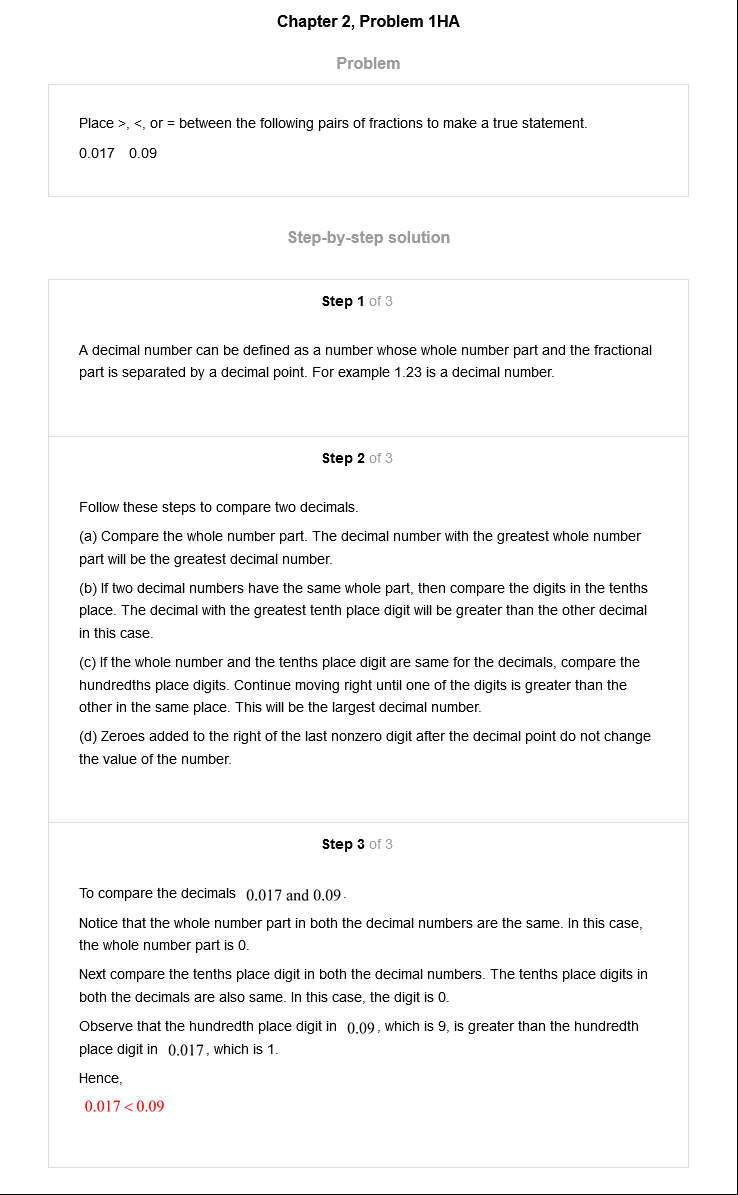 Chapter 2, Problem 1HA
Problem
Place >, <, or = between the following pairs of fractions to make a true statement.
0.017 0.09
Step-by-step solution
Step 1 of 3
A decimal number can be defined as a number whose whole number part and the fractional
part is separated by a decimal point. For example 1.23 is a decimal number.
Step 2 of 3
Follow these steps to compare two decimals.
(a) Compare the whole number part. The decimal number with the greatest whole number
part will be the greatest decimal number.
(b) If two decimal numbers have the same whole part, then compare the digits in the tenths
place. The decimal with the greatest tenth place digit will be greater than the other decimal
in this case.
(c) If the whole number and the tenths place digit are same for the decimals, compare the
hundredths place digits. Continue moving right until one of the digits is greater than the
other in the same place. This will be the largest decimal number.
(d) Zeroes added to the right of the last nonzero digit after the decimal point do not change
the value of the number.
Step 3 of 3
To compare the decimals 0.017 and 0.09.
Notice that the whole number part in both the decimal numbers are the same. In this case,
the whole number part is 0.
Next compare the tenths place digit in both the decimal numbers. The tenths place digits in
both the decimals are also same. In this case, the digit is 0.
Observe that the hundredth place digit in 0.09, which is 9, is greater than the hundredth
place digit in 0.017, which is 1.
Hence,
0.017 < 0.09